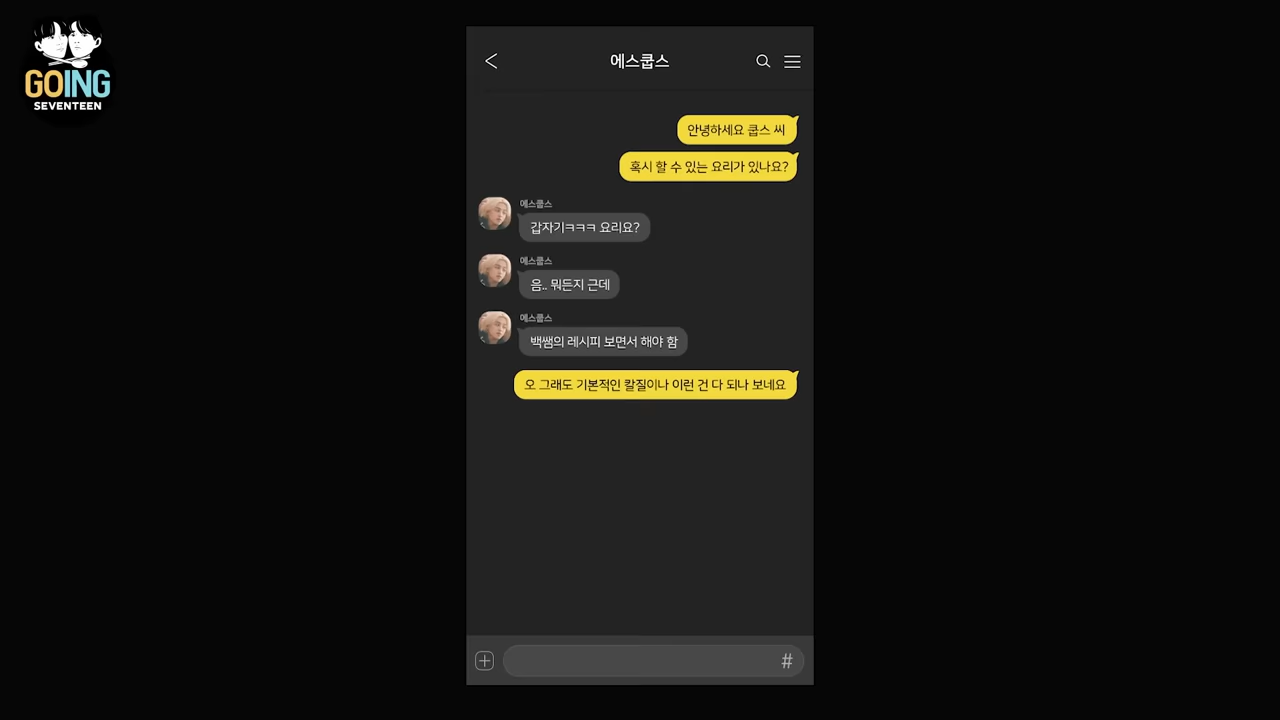 GOING
SEVENTEEN
에스쿱스
안녕하세요 쿱스 씨
혹시 할 수 있는 요리가 있나요?
에스쿱스
갑자기ㅋㅋㅋ 요리요?
에스쿱스
음.. 뭐든지 근데
에스쿱스
백쌤의 레시피 보면서 해야 함
오 그래도 기본적인 칼질이나 이런 건 다 되나 보네요
#